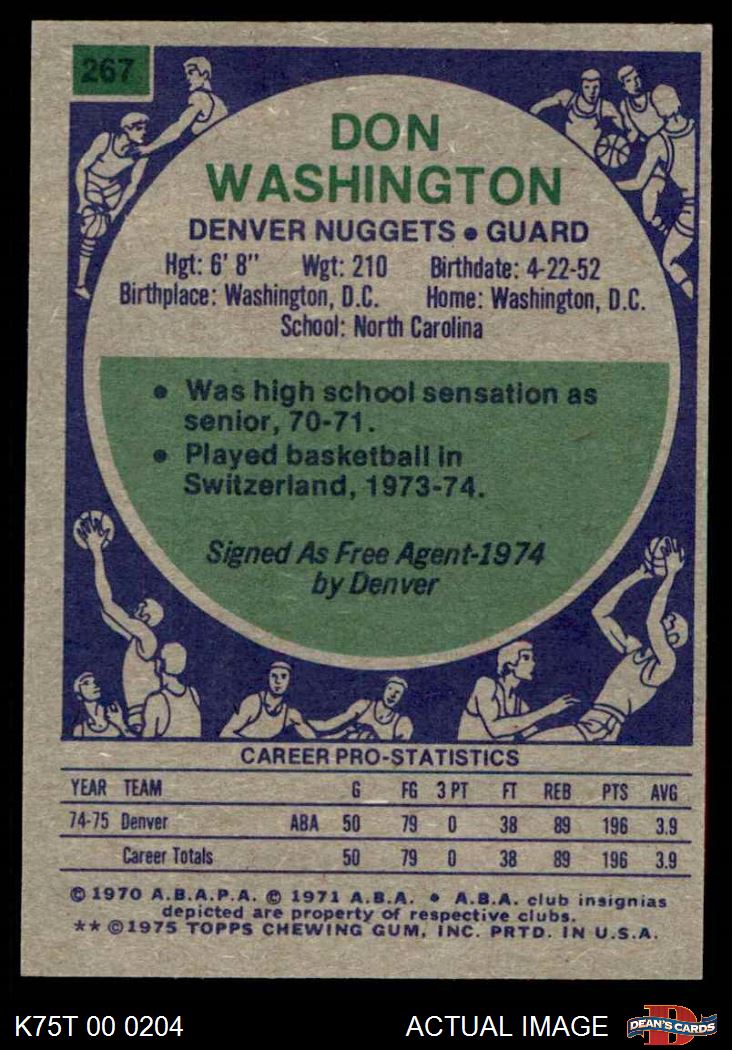 267
DON
WASHINGTON
DENVER NUGGETS • GUARD
Hgt: 6' 8" Wgt: 210 Birthdate: 4-22-52
Birthplace: Washington, D.C. Home: Washington, D.C.
School: North Carolina
• Was high school sensation as
senior, 70-71.
• Played basketball in
Switzerland, 1973-74.
Signed As Free Agent-1974
by Denver
CAREER PRO-STATISTICS
YEAR TEAM G FG 3 PT FT REB PTS AVG
74-75 Denver ABA 50 79 0 38 89 196 3.9
Career Totals 50 79 0 38 89 196 3.9
© 1970 A.B.A.P.A. © 1971 A.B.A. • A.B.A. club insignias
depicted are property of respective clubs.
** ©1975 TOPPS CHEWING GUM, INC. PRTD. IN U.S.A.
K75T 00 0204 ACTUAL IMAGE D DEAN'S CARDS